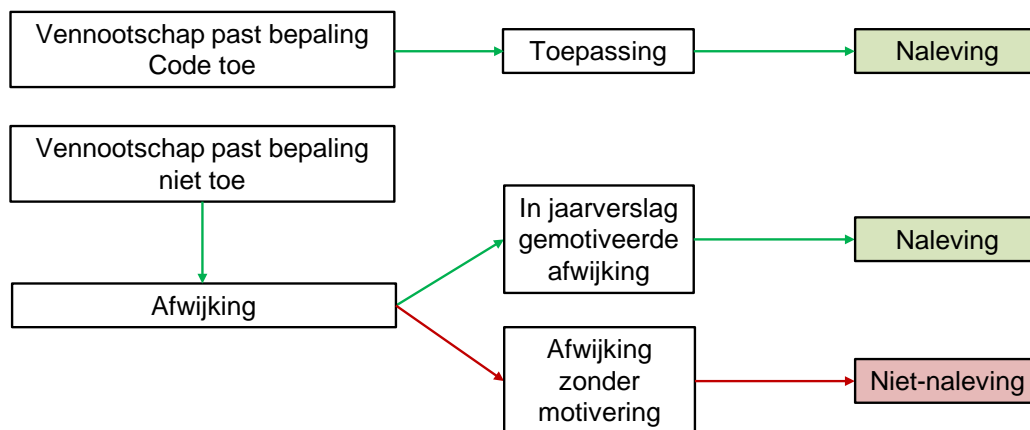 Vennootschap past bepaling
Code toe
Toepassing
Naleving
Vennootschap past bepaling
niet toe
In jaarverslag
gemotiveerde
afwijking
Naleving
Afwijking
Afwijking
zonder
motivering
Niet-naleving